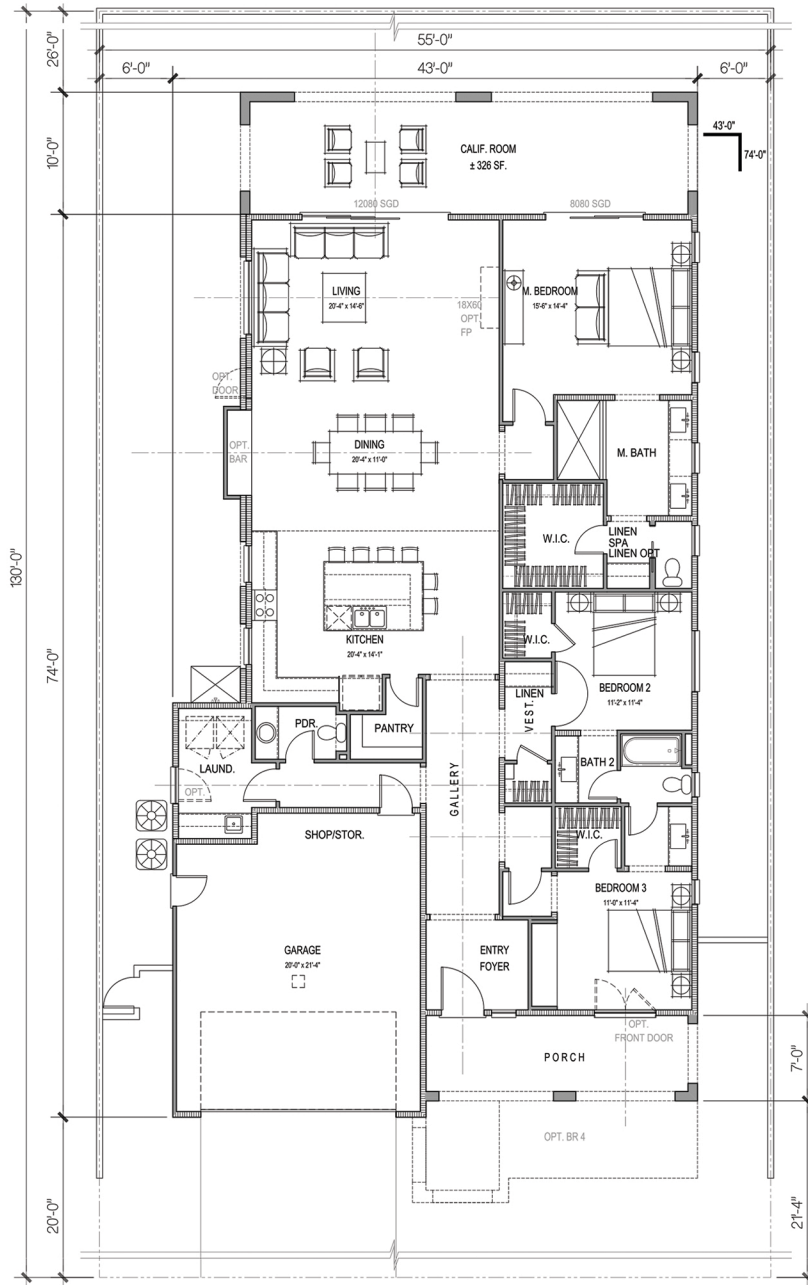 55'-0"
26'-0"
6'-0"
43'-0"
6'-0"
10'-0"
43'-0"
74'-0"
CALIF. ROOM
± 326 SF.
12080 SGD
8080 SGD
LIVING
20'-4" x 14'-6"
M. BEDROOM
15'-6" x 14'-4"
18X60
OPT
FP
OPT.
DOOR
OPT.
BAR
DINING
20'-4" x 11'-0"
M. BATH
W.I.C.
LINEN
SPA
LINEN OPT
130'-0"
74'-0"
KITCHEN
20'-4" x 14'-1"
W.I.C.
BEDROOM 2
11'-2" x 11'-4"
LINEN
VEST.
PDR.
PANTRY
LAUND.
OPT.
GALLERY
BATH 2
SHOP/STOR.
W.I.C.
BEDROOM 3
11'-0" x 11'-4"
GARAGE
20'-0" x 21'-4"
ENTRY
FOYER
OPT.
FRONT DOOR
PORCH
7'-0"
OPT. BR 4
20'-0"
21'-4"